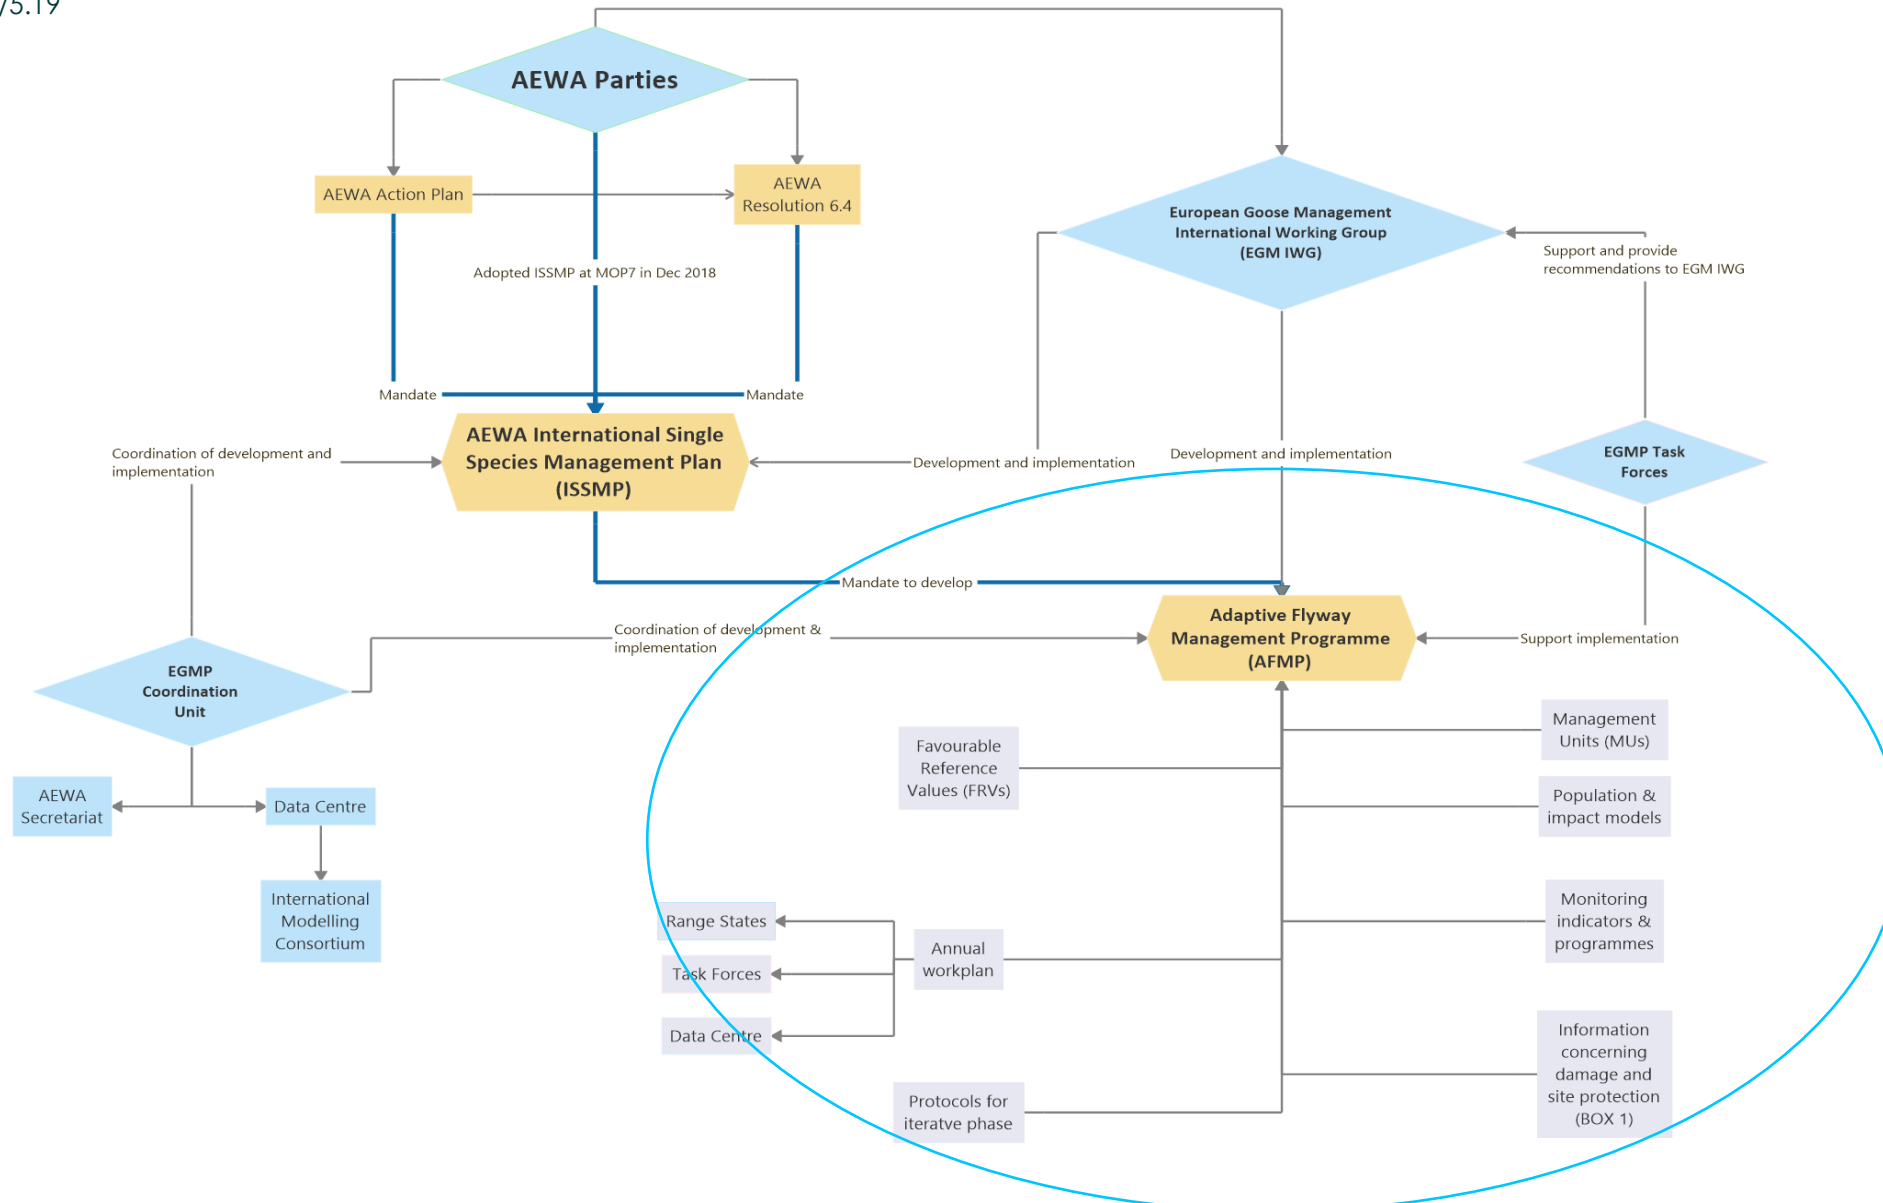 /5.19
AEWA Parties
AEWA Action Plan
AEWA
Resolution 6.4
Adopted ISSMP at MOP7 in Dec 2018
European Goose Management
International Working Group
(EGM IWG)
Support and provide
recommendations to EGM IWG
Mandate
Mandate
AEWA International Single
Species Management Plan
(ISSMP)
Coordination of development and
implementation
Development and implementation
Development and implementation
EGMP Task
Forces
Mandate to develop
Adaptive Flyway
Management Programme
(AFMP)
Coordination of development &
implementation
Support implementation
EGMP
Coordination
Unit
AEWA
Secretariat
Data Centre
International
Modelling
Consortium
Favourable
Reference
Values (FRVs)
Management
Units (MUs)
Population &
impact models
Range States
Task Forces
Data Centre
Annual
workplan
Monitoring
indicators &
programmes
Protocols for
iteratve phase
Information
concerning
damage and
site protection
(BOX 1)